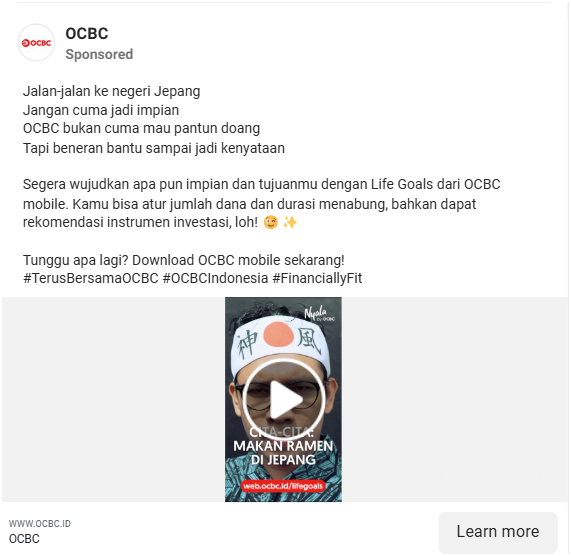 OCBC
OCBC
Sponsored
Jalan-jalan ke negeri Jepang
Jangan cuma jadi impian
OCBC bukan cuma mau pantun doang
Tapi beneran bantu sampai jadi kenyataan
Segera wujudkan apa pun impian dan tujuanmu dengan Life Goals dari OCBC
mobile. Kamu bisa atur jumlah dana dan durasi menabung, bahkan dapat
rekomendasi instrumen investasi, loh! 😉 ✨
Tunggu apa lagi? Download OCBC mobile sekarang!
#TerusBersamaOCBC #OCBCIndonesia #FinanciallyFit
Nyala
by OCBC
神 風
CITA-CITA:
MAKAN RAMEN
DI JEPANG
web.ocbc.id/lifegoals
WWW.OCBC.ID
OCBC
Learn more